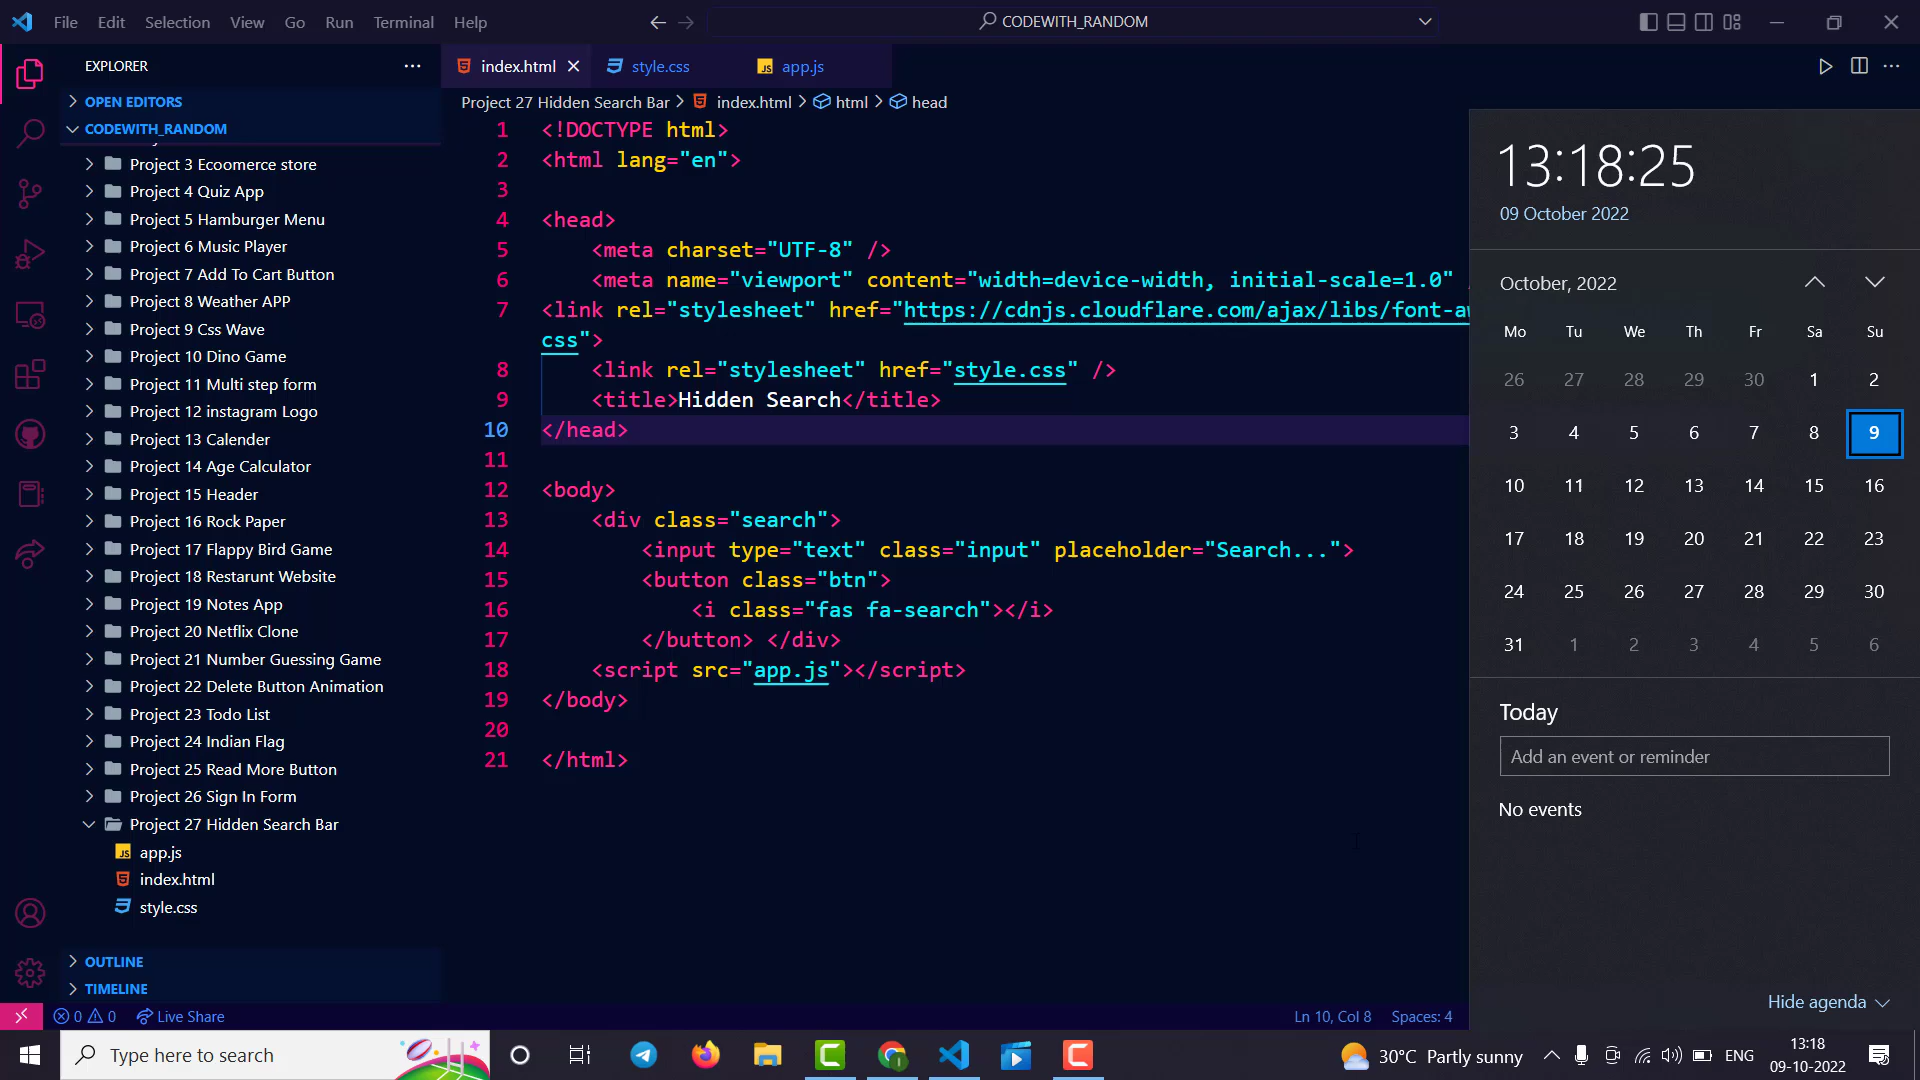 File Edit Selection View Go Run Terminal Help
CODEWITH_RANDOM
EXPLORER
OPEN EDITORS
CODEWITH_RANDOM
Project 3 Ecoomerce store
Project 4 Quiz App
Project 5 Hamburger Menu
Project 6 Music Player
Project 7 Add To Cart Button
Project 8 Weather APP
Project 9 Css Wave
Project 10 Dino Game
Project 11 Multi step form
Project 12 instagram Logo
Project 13 Calender
Project 14 Age Calculator
Project 15 Header
Project 16 Rock Paper
Project 17 Flappy Bird Game
Project 18 Restarunt Website
Project 19 Notes App
Project 20 Netflix Clone
Project 21 Number Guessing Game
Project 22 Delete Button Animation
Project 23 Todo List
Project 24 Indian Flag
Project 25 Read More Button
Project 26 Sign In Form
Project 27 Hidden Search Bar
JS app.js
index.html
style.css
OUTLINE
TIMELINE
index.html style.css JS app.js
Project 27 Hidden Search Bar > index.html > html > head
1 <!DOCTYPE html>
2 <html lang="en">
3
4 <head>
5 <meta charset="UTF-8" />
6 <meta name="viewport" content="width=device-width, initial-scale=1.0"
7 <link rel="stylesheet" href="https://cdnjs.cloudflare.com/ajax/libs/font-a
css">
8 <link rel="stylesheet" href="style.css" />
9 <title>Hidden Search</title>
10 </head>
11
12 <body>
13 <div class="search">
14 <input type="text" class="input" placeholder="Search...">
15 <button class="btn">
16 <i class="fas fa-search"></i>
17 </button> </div>
18 <script src="app.js"></script>
19 </body>
20
21 </html>
13:18:25
09 October 2022
October, 2022
Mo Tu We Th Fr Sa Su
26 27 28 29 30 1 2
3 4 5 6 7 8 9
10 11 12 13 14 15 16
17 18 19 20 21 22 23
24 25 26 27 28 29 30
31 1 2 3 4 5 6
Today
Add an event or reminder
No events
Hide agenda
0 0 Live Share
Ln 10, Col 8 Spaces: 4
Type here to search
30°C Partly sunny ENG
13:18
09-10-2022